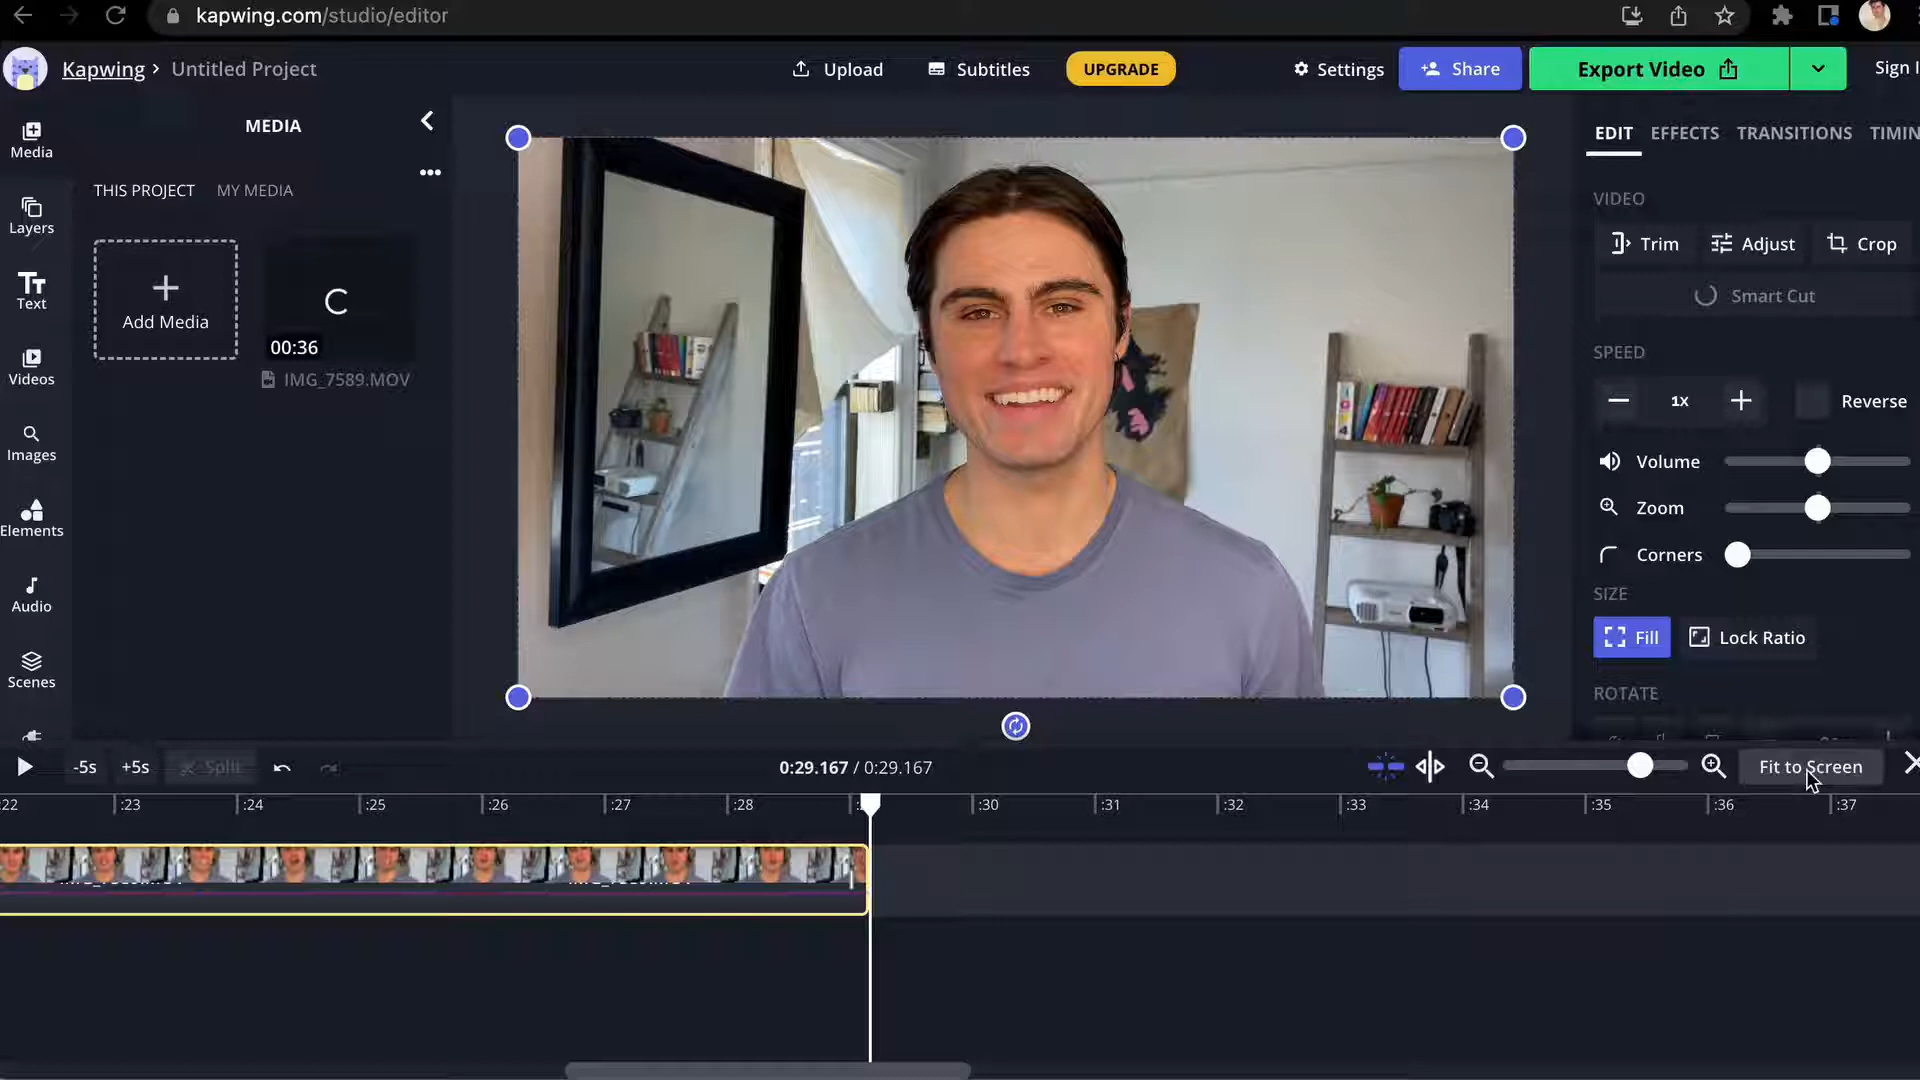 kapwing.com/studio/editor
Kapwing › Untitled Project
Upload
Subtitles
UPGRADE
Settings
Share
Export Video
Sign
Media
Layers
Text
Videos
Images
Elements
Audio
Scenes
MEDIA
THIS PROJECT
MY MEDIA
Add Media
00:36
IMG_7589.MOV
EDIT
EFFECTS
TRANSITIONS
TIMIN
VIDEO
Trim
Adjust
Crop
Smart Cut
SPEED
1x
Reverse
Volume
Zoom
Corners
SIZE
Fill
Lock Ratio
ROTATE
-5s
+5s
Split
0:29.167 / 0:29.167
Fit to Screen
:22 :23 :24 :25 :26 :27 :28 :30 :31 :32 :33 :34 :35 :36 :37